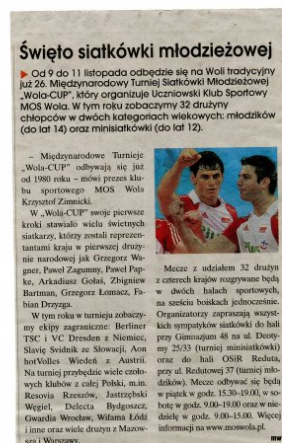 Święto siatkówki młodzieżowej
▶ Od 9 do 11 listopada odbędzie się na Woli tradycyjny
już 26. Międzynarodowy Turniej Siatkówki Młodzieżowej
„Wola-CUP", który organizuje Uczniowski Klub Sportowy
MOS Wola. W tym roku zobaczymy 32 drużyny
chłopców w dwóch kategoriach wiekowych: młodzików
(do lat 14) oraz minisiatkówki (do lat 12).
– Międzynarodowe Turnieje
„Wola-CUP" odbywają się już
od 1980 roku – mówi prezes klu-
bu sportowego MOS Wola
Krzysztof Zimnicki.
W „Wola-CUP" swoje pierwsze
kroki stawiało wielu świetnych
siatkarzy, którzy zostali reprezen-
tantami kraju w pierwszej druży-
nie narodowej jak Grzegorz Wa-
gner, Paweł Zagumny, Paweł Pap-
ke, Arkadiusz Gołaś, Zbigniew
Bartman, Grzegorz Łomacz, Fa-
bian Drzyzga.
W tym roku w turnieju zobaczy-
my ekipy zagraniczne: Berliner
TSC i VC Dresden z Niemiec,
Slavię Svidnik ze Słowacji, Aon
hotVolles Wiedeń z Austrii.
Na turniej przybędzie wiele czoło-
wych klubów z całej Polski, m.in.
Resovia Rzeszów, Jastrzębski
Węgiel, Delecta Bydgoszcz,
Gwardia Wrocław, Wifama Łódź
i inne oraz wiele drużyn z Mazow-
sza i Warszawy.
Mecze z udziałem 32 drużyn
z czterech krajów rozgrywane będą
w dwóch halach sportowych,
na sześciu boiskach jednocześnie.
Organizatorzy zapraszają wszyst-
kich sympatyków siatkówki do hali
przy Gimnazjum 48 na ul. Deoty-
my 25/33 (turniej minisiatkówki)
oraz do hali OSiR Reduta,
przy ul. Redutowej 37 (turniej mło-
dzików). Mecze odbywać się będą
w piątek w godz. 15.30–19.00, w so-
botę w godz. 9.00–19.00 oraz w nie-
dzielę w godz. 9.00–15.00. Więcej
informacji na www.moswola.pl.
mw